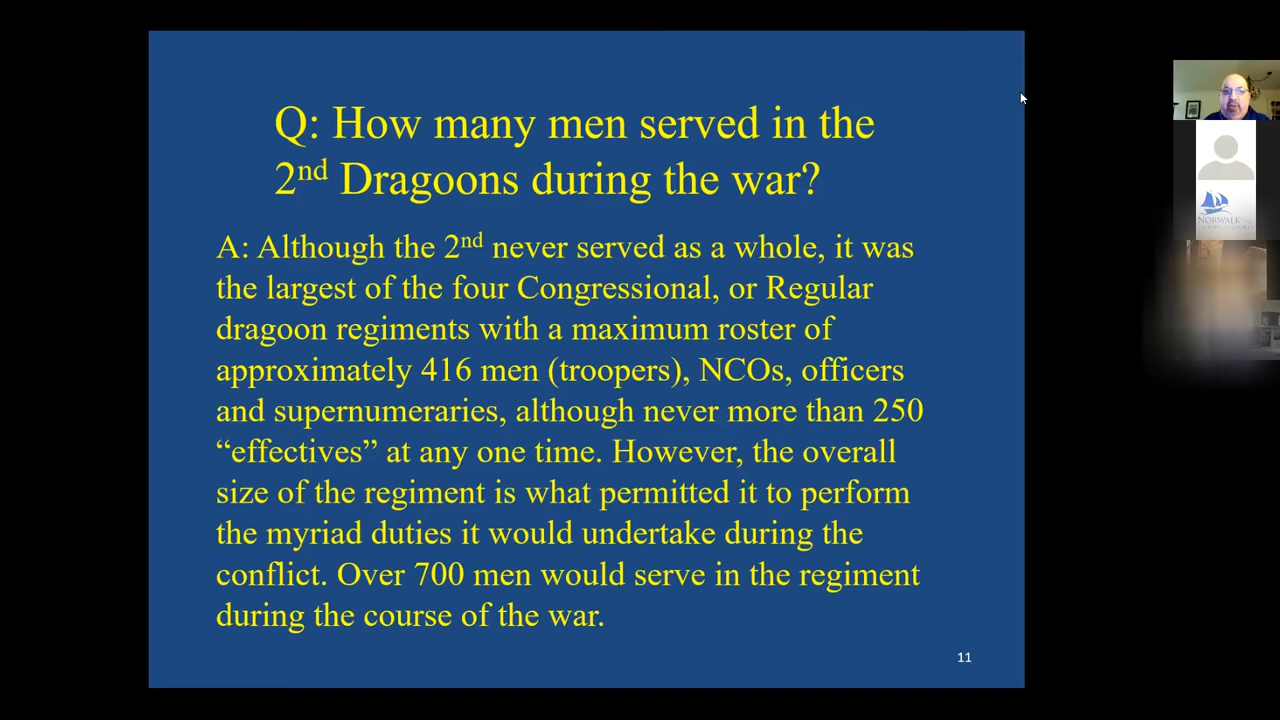 Q: How many men served in the
2nd Dragoons during the war?
A: Although the 2nd never served as a whole, it was
the largest of the four Congressional, or Regular
dragoon regiments with a maximum roster of
approximately 416 men (troopers), NCOs, officers
and supernumeraries, although never more than 250
“effectives” at any one time. However, the overall
size of the regiment is what permitted it to perform
the myriad duties it would undertake during the
conflict. Over 700 men would serve in the regiment
during the course of the war.
11
NORWALK